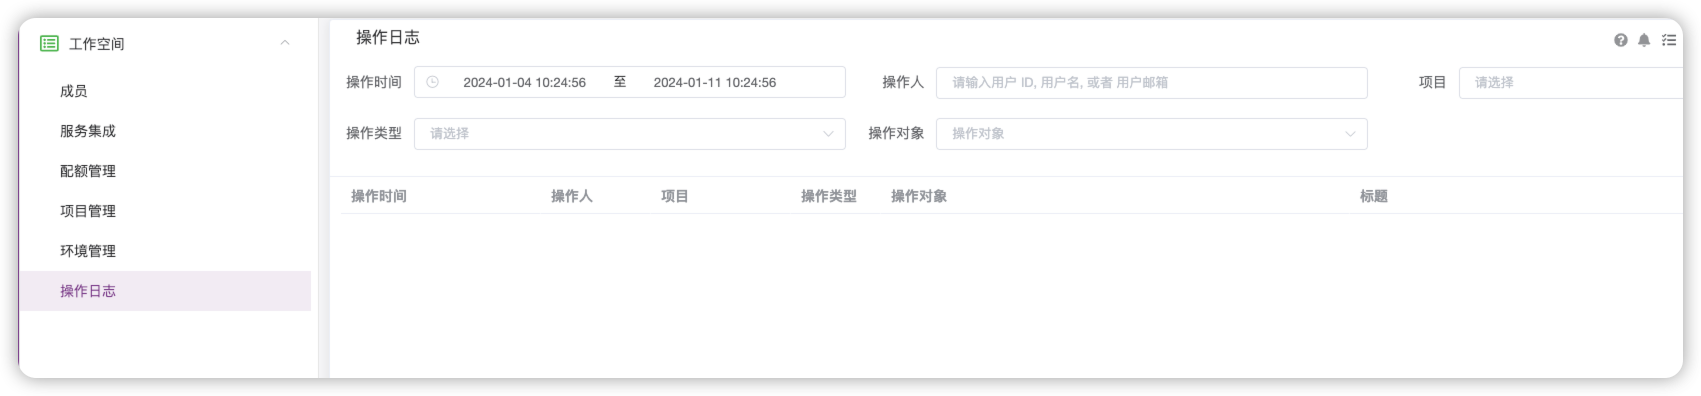 工作空间
成员
服务集成
配额管理
项目管理
环境管理
操作日志
操作日志
操作时间 2024-01-04 10:24:56 至 2024-01-11 10:24:56 操作人 请输入用户 ID, 用户名, 或者 用户邮箱 项目 请选择
操作类型 请选择 操作对象 操作对象
操作时间 操作人 项目 操作类型 操作对象 标题